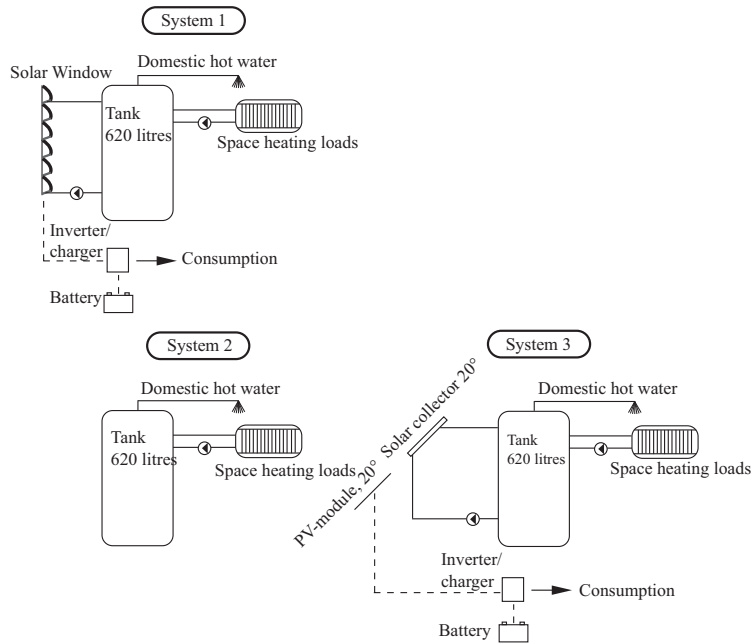 System 1
Domestic hot water
Solar Window
Tank
620 litres
Space heating loads
Inverter/
charger
Consumption
Battery
System 2
Domestic hot water
Tank
620 litres
Space heating loads
System 3
Solar collector 20°
Domestic hot water
Tank
620 litres
Space heating loads
PV-module, 20°
Inverter/
charger
Consumption
Battery